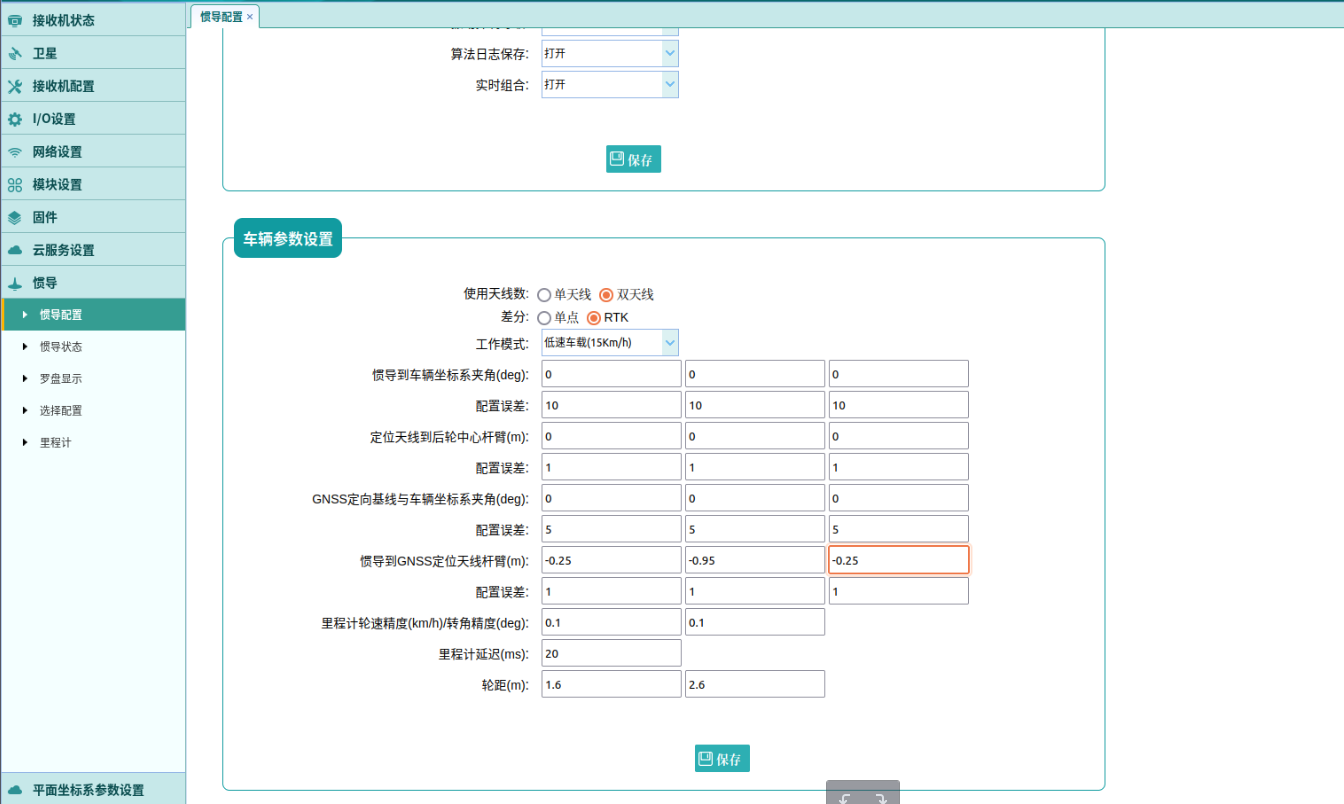 接收机状态
卫星
接收机配置
I/O设置
网络设置
模块设置
固件
云服务设置
惯导
惯导配置
惯导状态
罗盘显示
选择配置
里程计
平面坐标系参数设置
惯导配置 ×
算法日志保存: 打开
实时组合: 打开
保存
车辆参数设置
使用天线数: 单天线 双天线
差分: 单点 RTK
工作模式: 低速车载(15Km/h)
惯导到车辆坐标系夹角(deg): 0 0 0
配置误差: 10 10 10
定位天线到后轮中心杆臂(m): 0 0 0
配置误差: 1 1 1
GNSS定向基线与车辆坐标系夹角(deg): 0 0 0
配置误差: 5 5 5
惯导到GNSS定位天线杆臂(m): -0.25 -0.95 -0.25
配置误差: 1 1 1
里程计轮速精度(km/h)/转角精度(deg): 0.1 0.1
里程计延迟(ms): 20
轮距(m): 1.6 2.6
保存